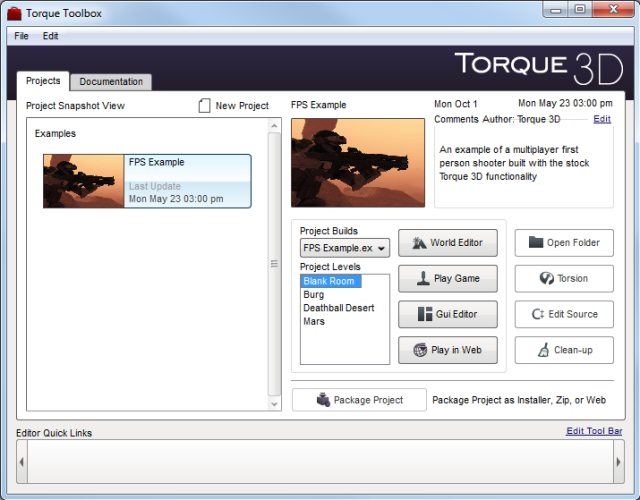 Torque Toolbox
File Edit
TORQUE 3D
Projects Documentation
Project Snapshot View New Project
Examples
FPS Example
Last Update
Mon May 23 03:00 pm
FPS Example Mon Oct 1 Mon May 23 03:00 pm
Comments Author: Torque 3D Edit
An example of a multiplayer first
person shooter built with the stock
Torque 3D functionality
Project Builds
FPS Example.ex
Project Levels
Blank Room
Burg
Deathball Desert
Mars
World Editor
Play Game
Gui Editor
Play in Web
Open Folder
Torsion
Edit Source
Clean-up
Package Project Package Project as Installer, Zip, or Web
Editor Quick Links Edit Tool Bar